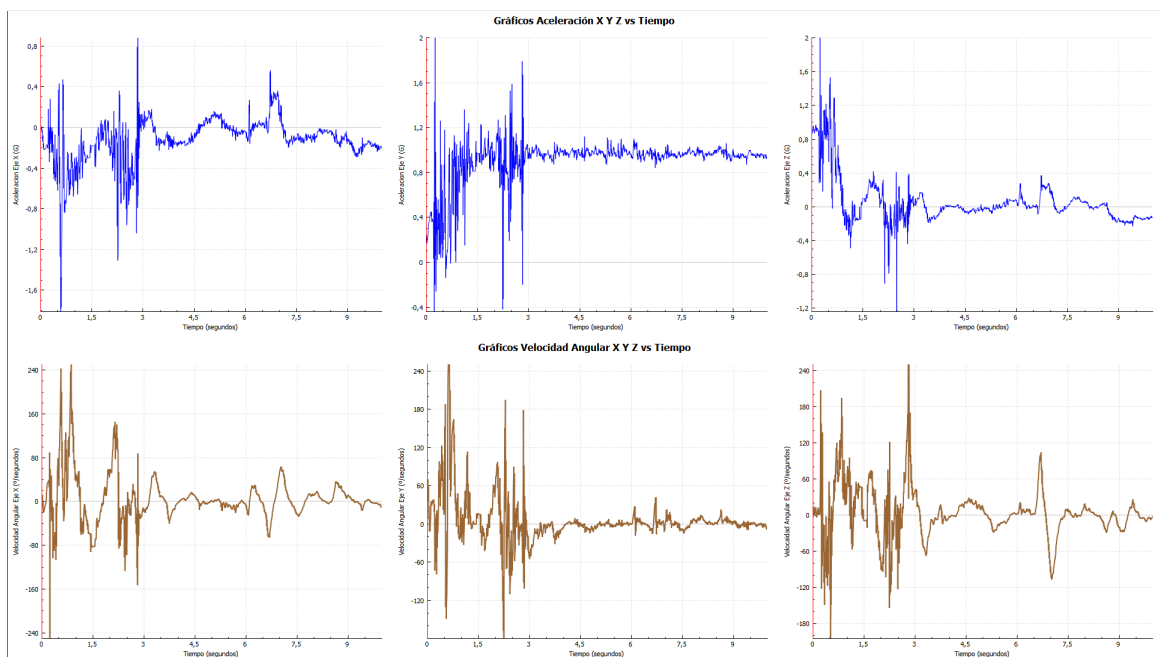 Gráficos Aceleración X Y Z vs Tiempo
Aceleracion Eje X (G)
0,8
0,4
0
-0,4
-0,8
-1,2
-1,6
0 1,5 3 4,5 6 7,5 9
Tiempo (segundos)
Aceleracion Eje Y (G)
2
1,6
1,2
0,8
0,4
0
-0,4
0 1,5 3 4,5 6 7,5 9
Tiempo (segundos)
Aceleracion Eje Z (G)
2
1,6
1,2
0,8
0,4
0
-0,4
-0,8
-1,2
0 1,5 3 4,5 6 7,5 9
Tiempo (segundos)
Gráficos Velocidad Angular X Y Z vs Tiempo
Velocidad Angular Eje X (º/segundos)
240
160
80
0
-80
-160
-240
0 1,5 3 4,5 6 7,5 9
Tiempo (segundos)
Velocidad Angular Eje Y (º/segundos)
240
180
120
60
0
-60
-120
-180
0 1,5 3 4,5 6 7,5 9
Tiempo (segundos)
Velocidad Angular Eje Z (º/segundos)
240
180
120
60
0
-60
-120
-180
0 1,5 3 4,5 6 7,5 9
Tiempo (segundos)